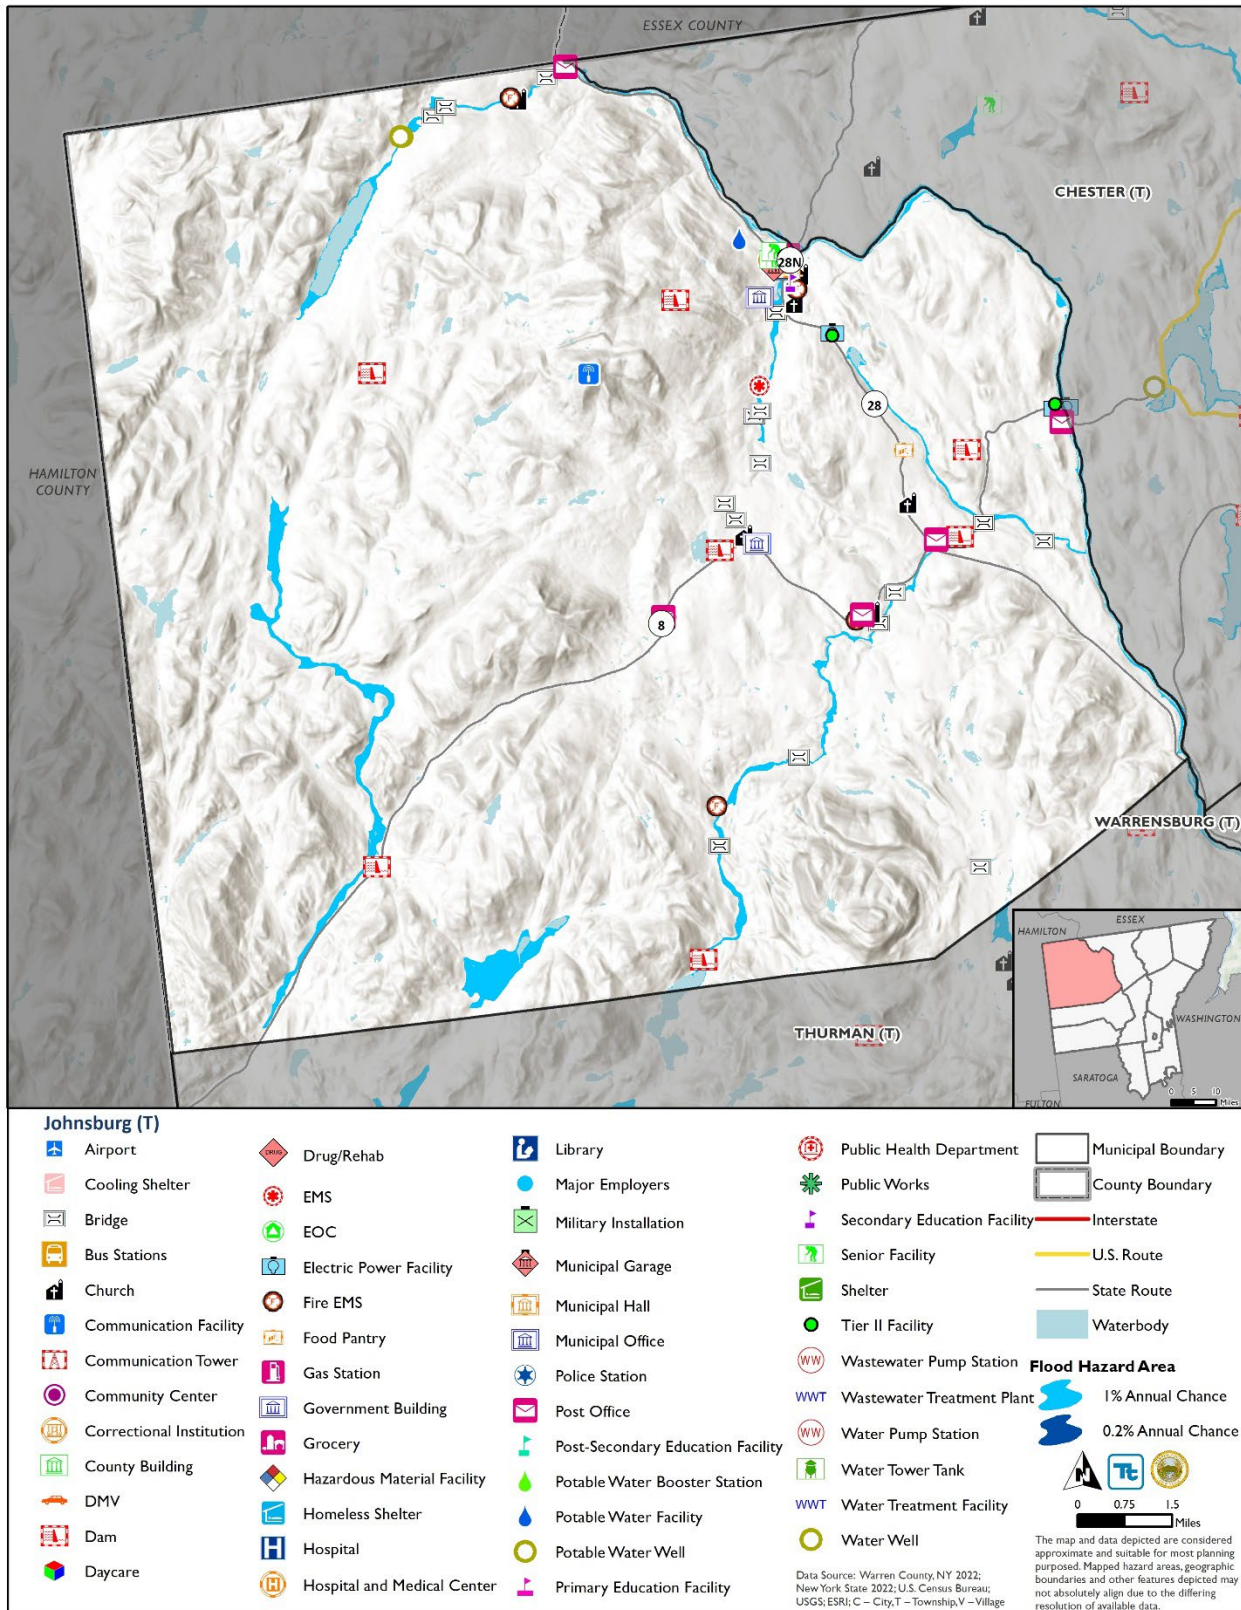 ESSEX COUNTY
CHESTER (T)
28N
28
HAMILTON
COUNTY
8
WARRENSBURG (T)
THURMAN (T)
ESSEX
HAMILTON
WASHINGTON
SARATOGA
FULTON
0 5 10
Miles
Johnsburg (T)
Airport
Cooling Shelter
Bridge
Bus Stations
Church
Communication Facility
Communication Tower
Community Center
Correctional Institution
County Building
DMV
Dam
Daycare
DRUG
Drug/Rehab
EMS
EOC
Electric Power Facility
F
Fire EMS
Food Pantry
Gas Station
Government Building
Grocery
Hazardous Material Facility
Homeless Shelter
H
Hospital
H
Hospital and Medical Center
Library
Major Employers
Military Installation
Municipal Garage
Municipal Hall
Municipal Office
Police Station
Post Office
Post-Secondary Education Facility
Potable Water Booster Station
Potable Water Facility
Potable Water Well
Primary Education Facility
Public Health Department
Public Works
Secondary Education Facility
Senior Facility
Shelter
Tier II Facility
WW
Wastewater Pump Station
WWT
Wastewater Treatment Plant
WW
Water Pump Station
Water Tower Tank
WWT
Water Treatment Facility
Water Well
Data Source: Warren County, NY 2022;
New York State 2022; U.S. Census Bureau;
USGS; ESRI; C – City, T – Township, V – Village
Municipal Boundary
County Boundary
Interstate
U.S. Route
State Route
Waterbody
Flood Hazard Area
1% Annual Chance
0.2% Annual Chance
N
Tt
0 0.75 1.5
Miles
The map and data depicted are considered
approximate and suitable for most planning
purposed. Mapped hazard areas, geographic
boundaries and other features depicted may
not absolutely align due to the differing
resolution of available data.